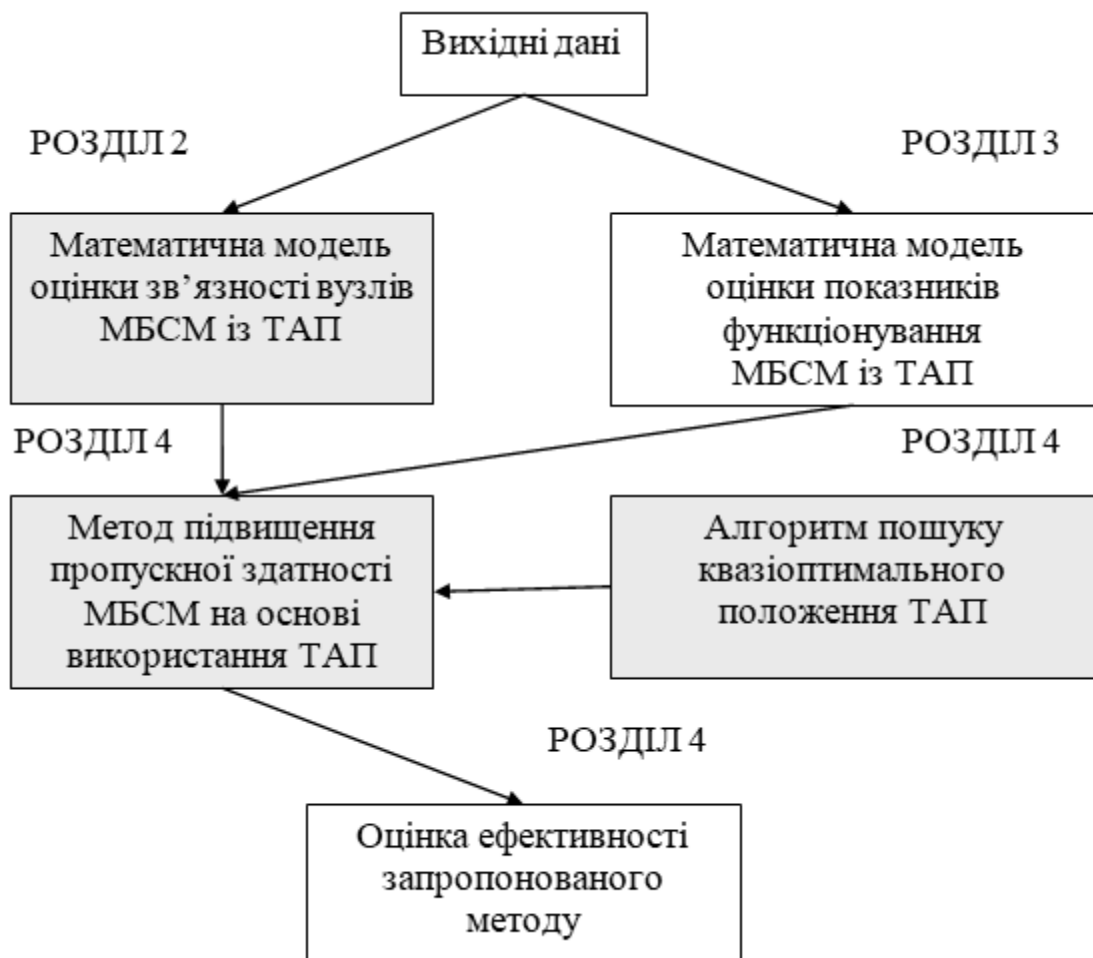 Вихідні дані
РОЗДІЛ 2
РОЗДІЛ 3
Математична модель
оцінки зв’язності вузлів
МБСМ із ТАП
Математична модель
оцінки показників
функціонування
МБСМ із ТАП
РОЗДІЛ 4
РОЗДІЛ 4
Метод підвищення
пропускної здатності
МБСМ на основі
використання ТАП
Алгоритм пошуку
квазіоптимального
положення ТАП
РОЗДІЛ 4
Оцінка ефективності
запропонованого
методу